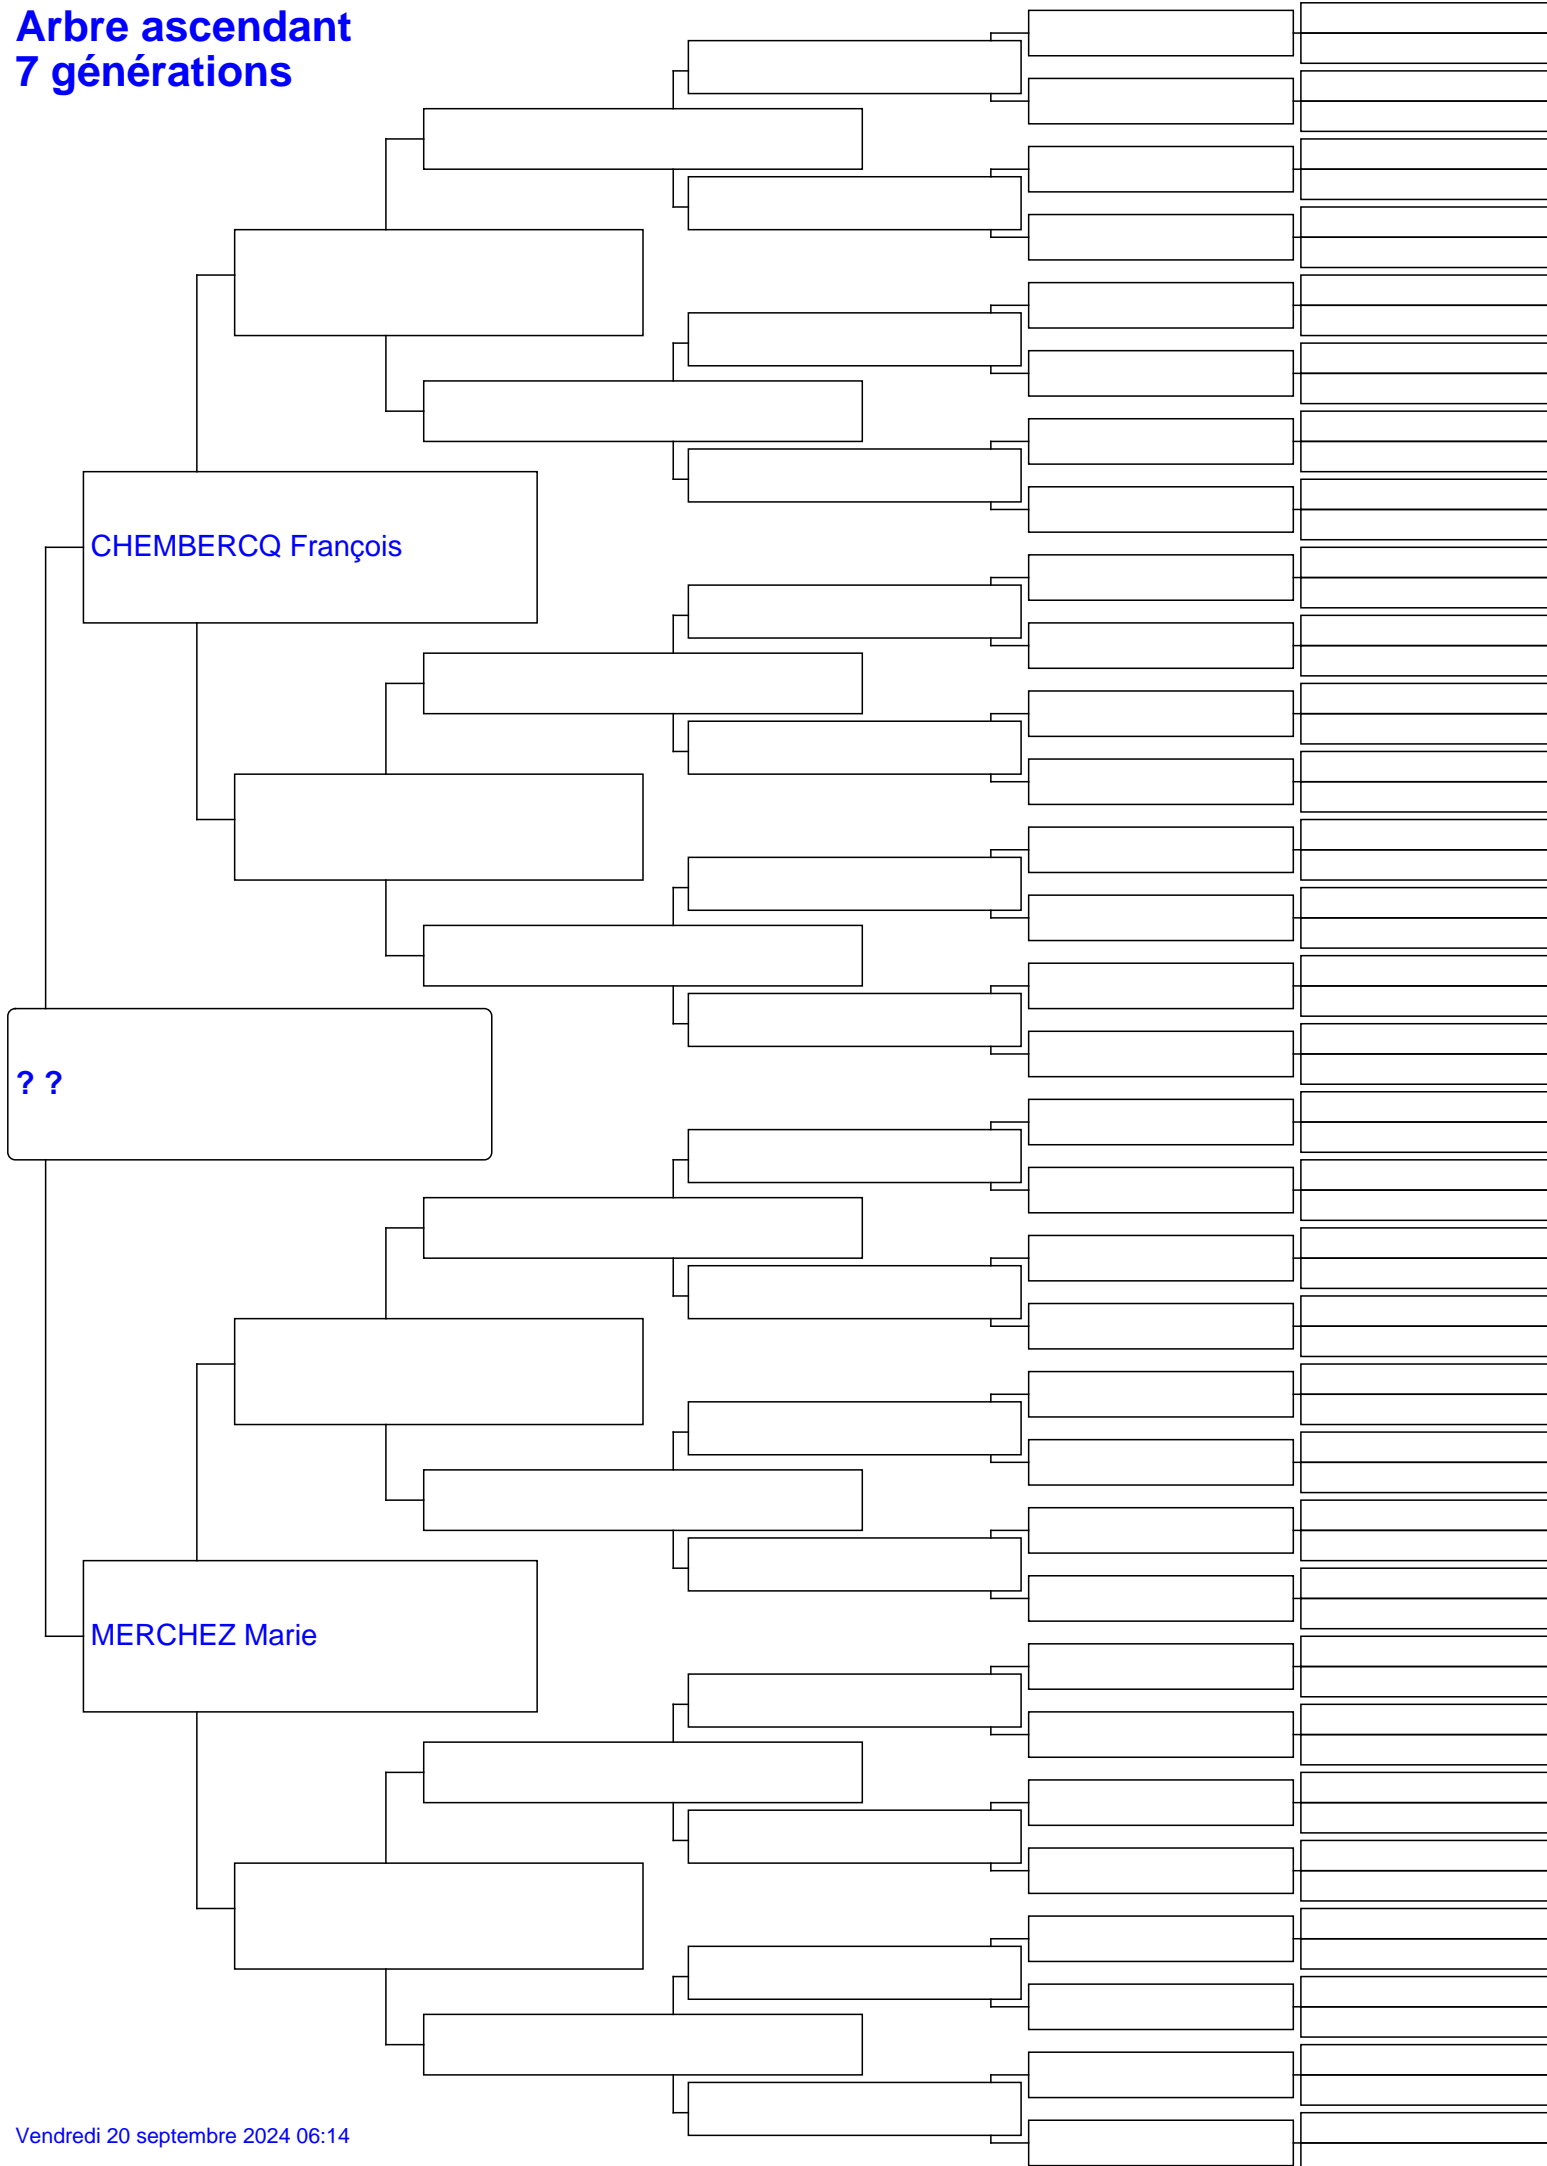 Arbre ascendant
7 générations
CHEMBERCQ François
? ?
MERCHEZ Marie
Vendredi 20 septembre 2024 06:14